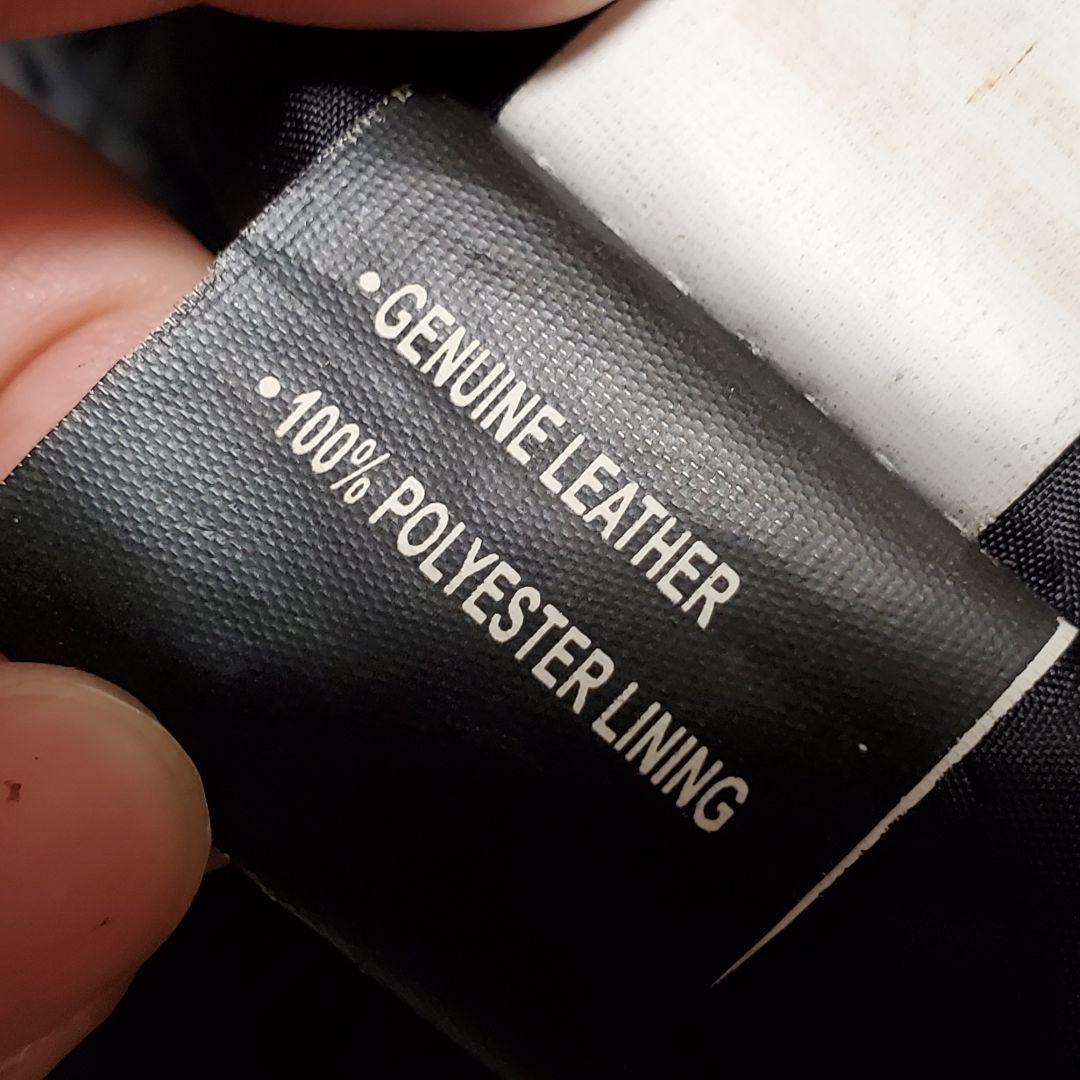 •GENUINE LEATHER
•100% POLYESTER LINING